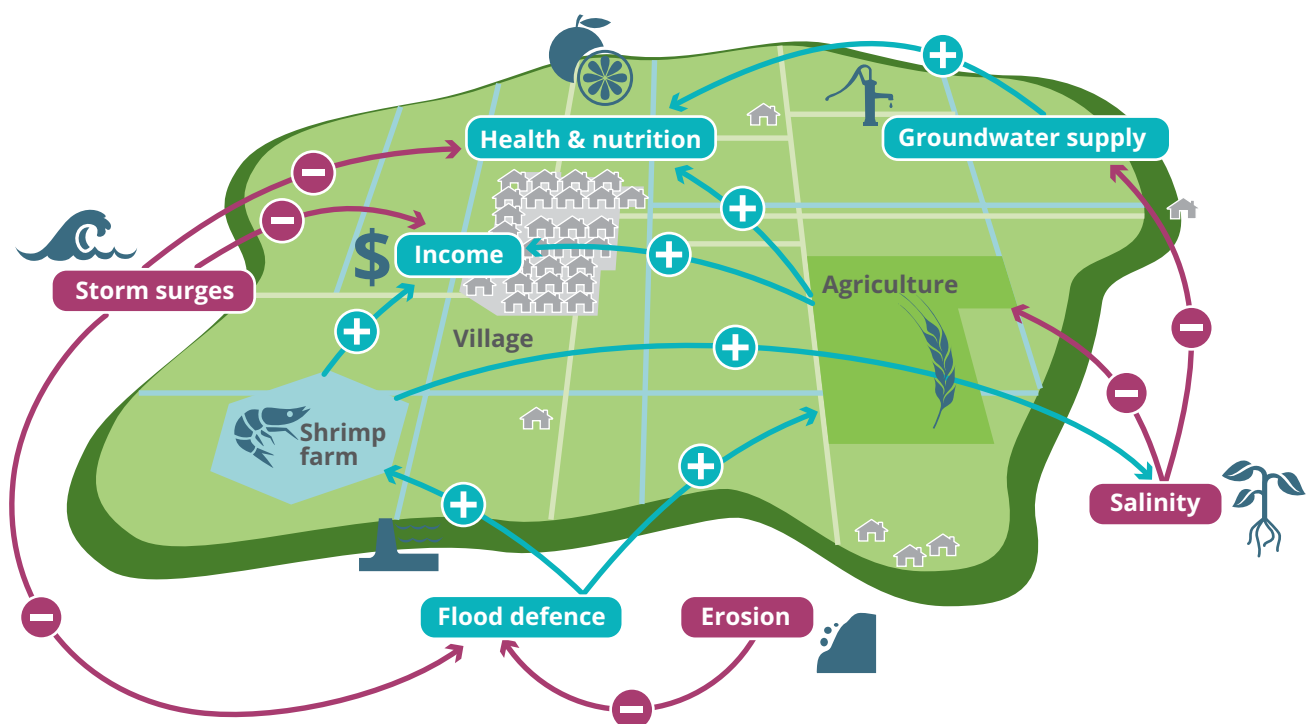 Health & nutrition
Groundwater supply
$
Income
Storm surges
Agriculture
Village
Shrimp
farm
Salinity
Flood defence
Erosion